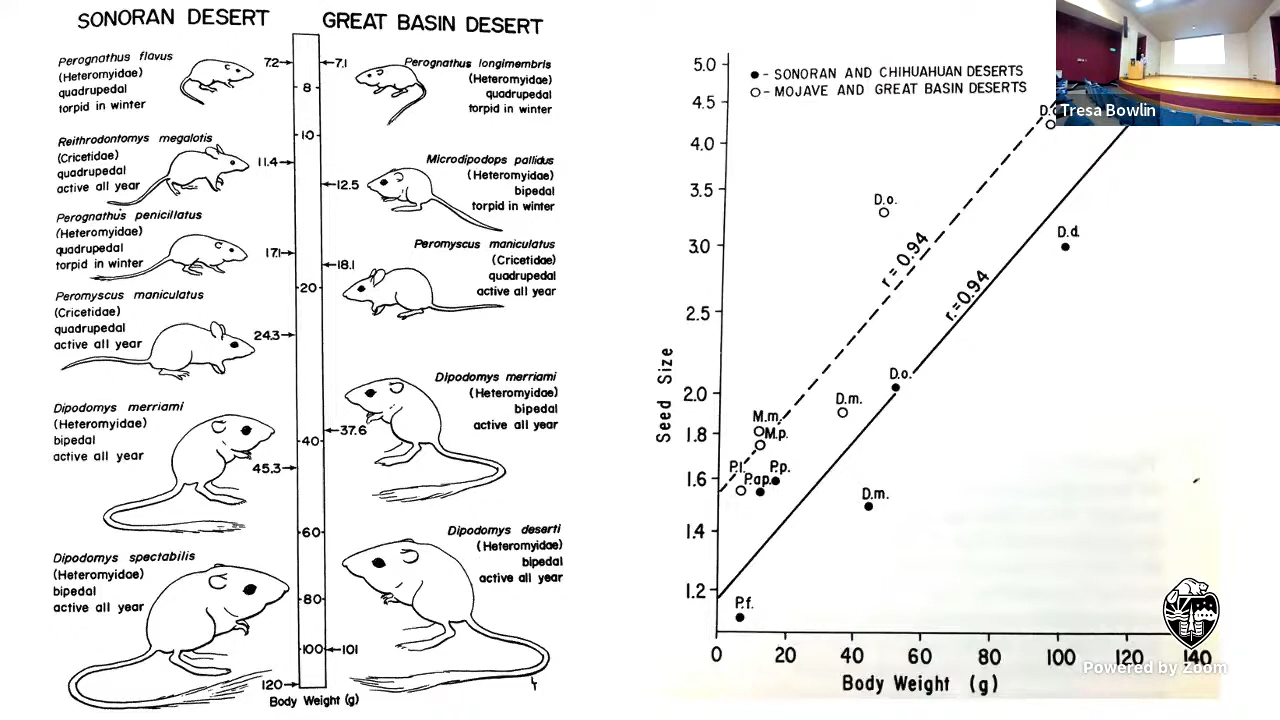 SONORAN DESERT
GREAT BASIN DESERT
Perognathus flavus
(Heteromyidae)
quadrupedal
torpid in winter
Reithrodontomys megalotis
(Cricetidae)
quadrupedal
active all year
Perognathus penicillatus
(Heteromyidae)
quadrupedal
torpid in winter
Peromyscus maniculatus
(Cricetidae)
quadrupedal
active all year
Dipodomys merriami
(Heteromyidae)
bipedal
active all year
Dipodomys spectabilis
(Heteromyidae)
bipedal
active all year
7.2
11.4
17.1
24.3
45.3
120
8
10
20
40
60
80
100
7.1
12.5
18.1
37.6
101
Body Weight (g)
Perognathus longimembris
(Heteromyidae)
quadrupedal
torpid in winter
Microdipodops pallidus
(Heteromyidae)
bipedal
torpid in winter
Peromyscus maniculatus
(Cricetidae)
quadrupedal
active all year
Dipodomys merriami
(Heteromyidae)
bipedal
active all year
Dipodomys deserti
(Heteromyidae)
bipedal
active all year
- SONORAN AND CHIHUAHUAN DESERTS
- MOJAVE AND GREAT BASIN DESERTS
Seed Size
5.0
4.5
4.0
3.5
3.0
2.5
2.0
1.8
1.6
1.4
1.2
D.o.
D.d.
r = 0.94
r = 0.94
D.o.
D.m.
M.m.
M.p.
P.l.
P.ap.
P.p.
D.m.
P.f.
0
20
40
60
80
100
120
140
Body Weight (g)
Tresa Bowlin
Powered by Zoom